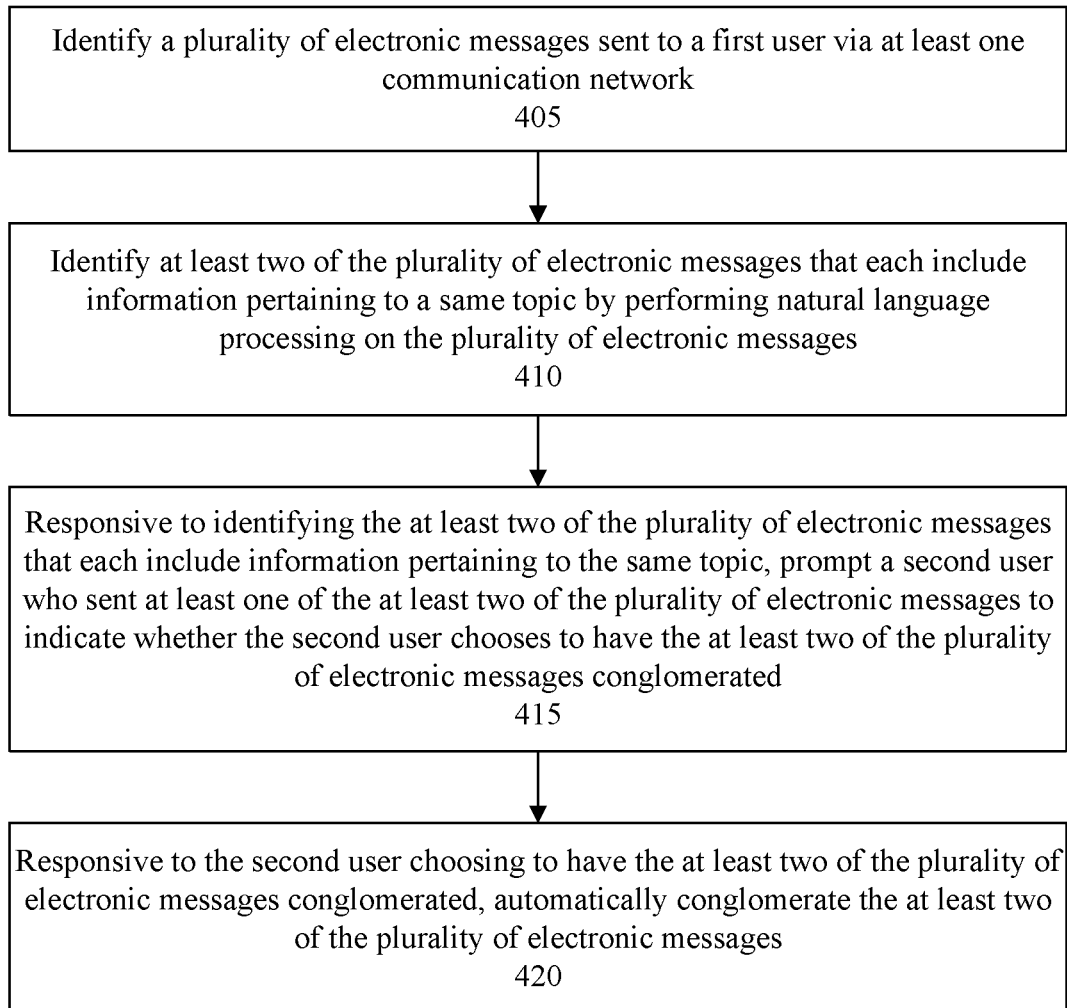 Identify a plurality of electronic messages sent to a first user via at least one
communication network
405
Identify at least two of the plurality of electronic messages that each include
information pertaining to a same topic by performing natural language
processing on the plurality of electronic messages
410
Responsive to identifying the at least two of the plurality of electronic messages
that each include information pertaining to the same topic, prompt a second user
who sent at least one of the at least two of the plurality of electronic messages to
indicate whether the second user chooses to have the at least two of the plurality
of electronic messages conglomerated
415
Responsive to the second user choosing to have the at least two of the plurality of
electronic messages conglomerated, automatically conglomerate the at least two
of the plurality of electronic messages
420